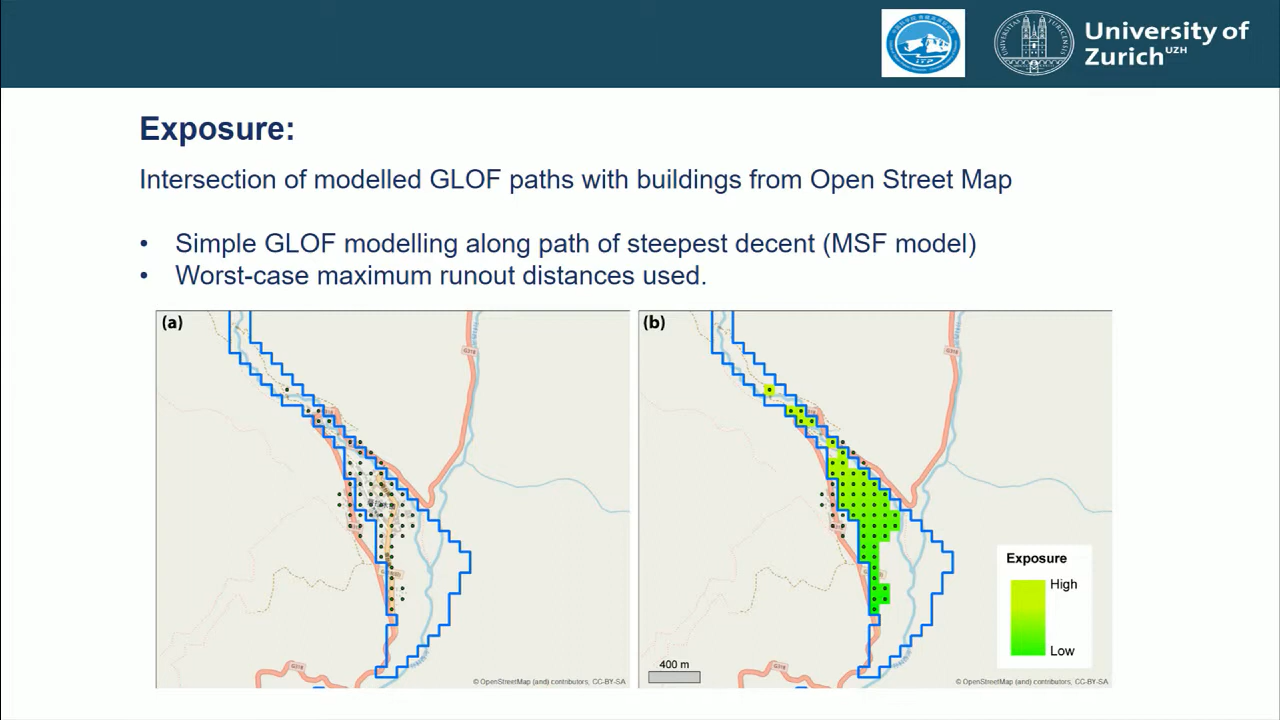 University of
Zurich UZH
Exposure:
Intersection of modelled GLOF paths with buildings from Open Street Map
• Simple GLOF modelling along path of steepest decent (MSF model)
• Worst-case maximum runout distances used.
(a)
G318
G318
© OpenStreetMap (and) contributors, CC-BY-SA
(b)
G318
Exposure
High
Low
400 m
G318
© OpenStreetMap (and) contributors, CC-BY-SA